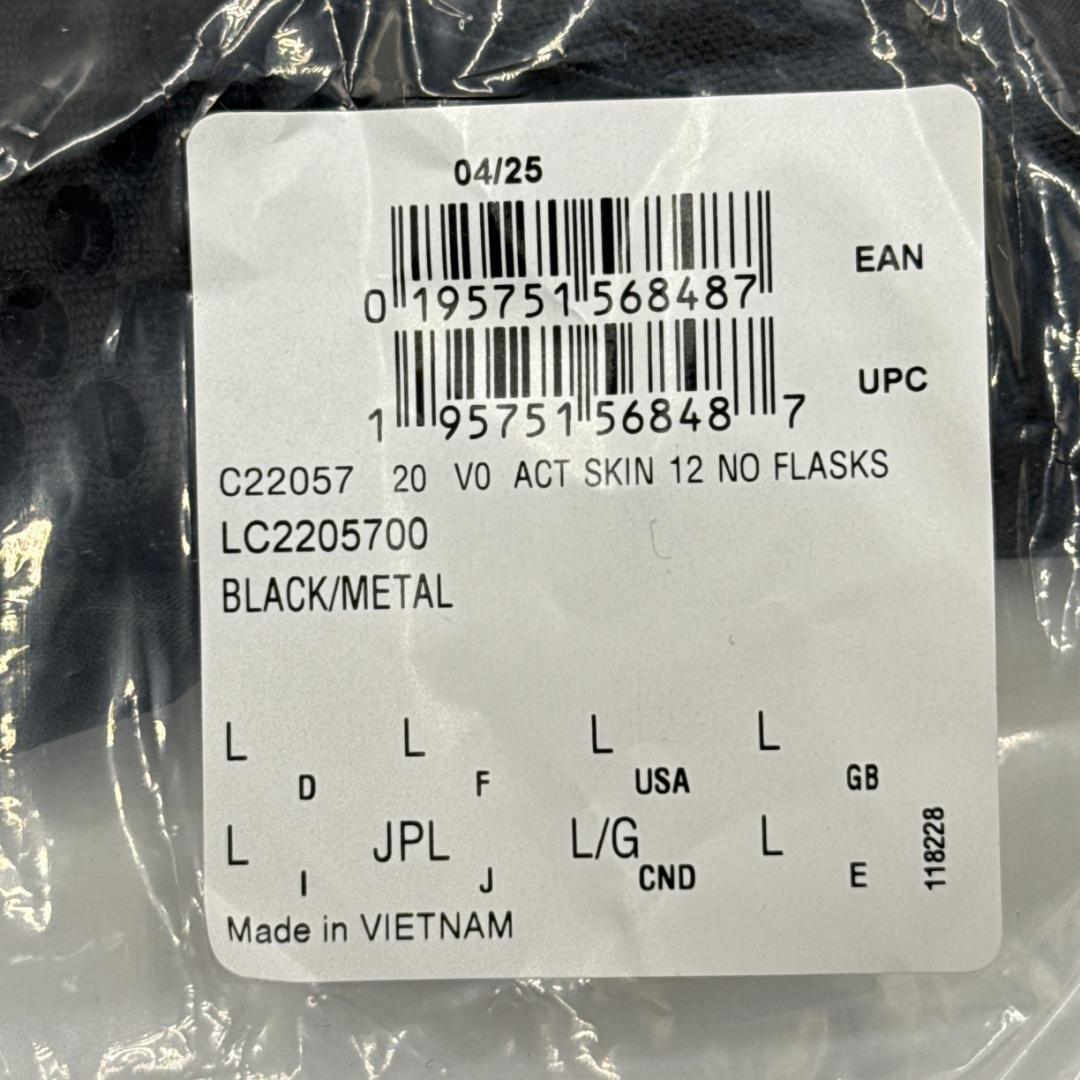 04/25
EAN
0 195751 568487
UPC
1 95751 56848 7
C22057 20 V0 ACT SKIN 12 NO FLASKS
LC2205700
BLACK/METAL
L L L L
D F USA GB
L JPL L/G L
I J CND E
118228
Made in VIETNAM